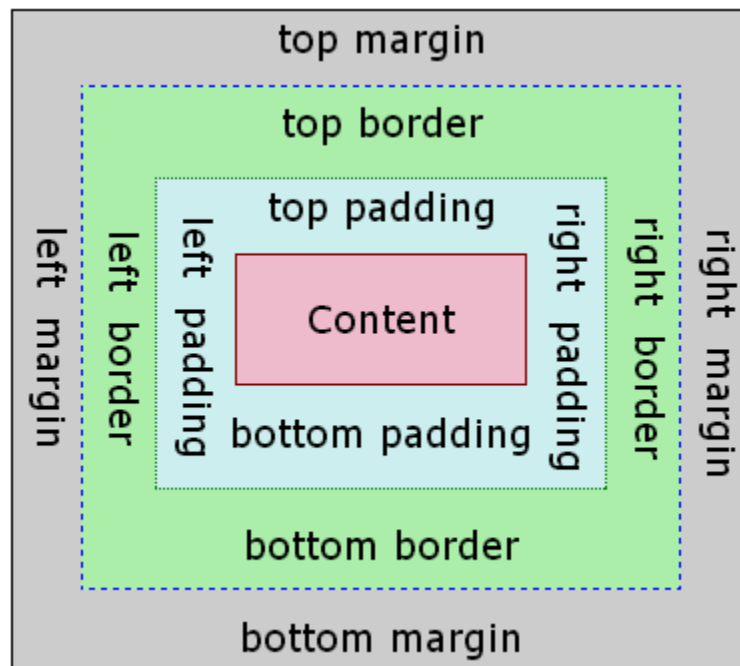 top margin
top border
top padding
left margin
left border
left padding
Content
right padding
right border
right margin
bottom padding
bottom border
bottom margin